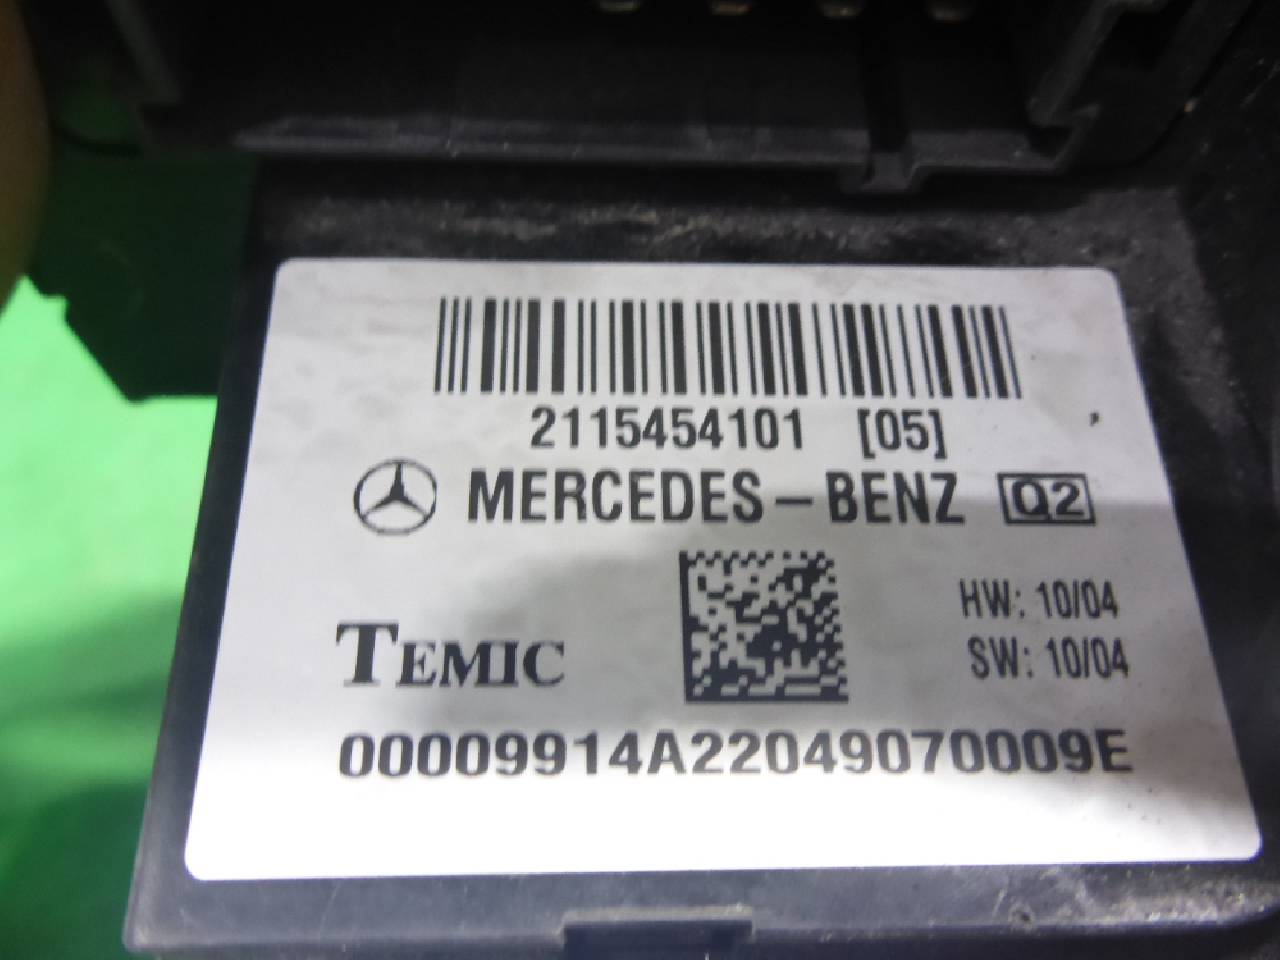 2115454101 [05]
MERCEDES-BENZ Q2
HW: 10/04
TEMIC
SW: 10/04
00009914A22049070009E